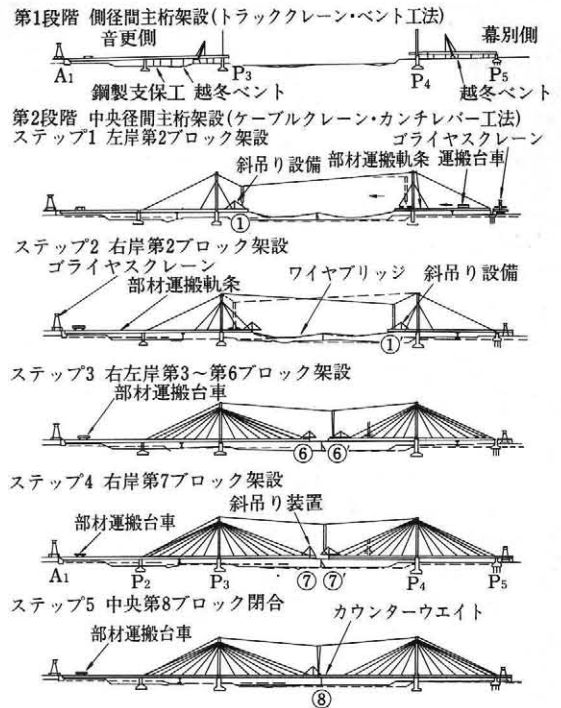 第1段階 側径間主桁架設(トラッククレーン・ベント工法)
音更側 幕別側
A1 P3 P4 P5
鋼製支保工 越冬ベント 越冬ベント
第2段階 中央径間主桁架設(ケーブルクレーン・カンチレバー工法)
ステップ1 左岸第2ブロック架設 ゴライヤスクレーン
斜吊り設備 部材運搬軌条 運搬台車
①
ステップ2 右岸第2ブロック架設
ゴライヤスクレーン
部材運搬軌条 ワイヤブリッジ 斜吊り設備
①'
ステップ3 右左岸第3～第6ブロック架設
部材運搬台車
⑥ ⑥'
ステップ4 右岸第7ブロック架設
部材運搬台車 斜吊り装置
A1 P2 P3 ⑦ ⑦' P4 P5
ステップ5 中央第8ブロック閉合
部材運搬台車 カウンターウエイト
⑧